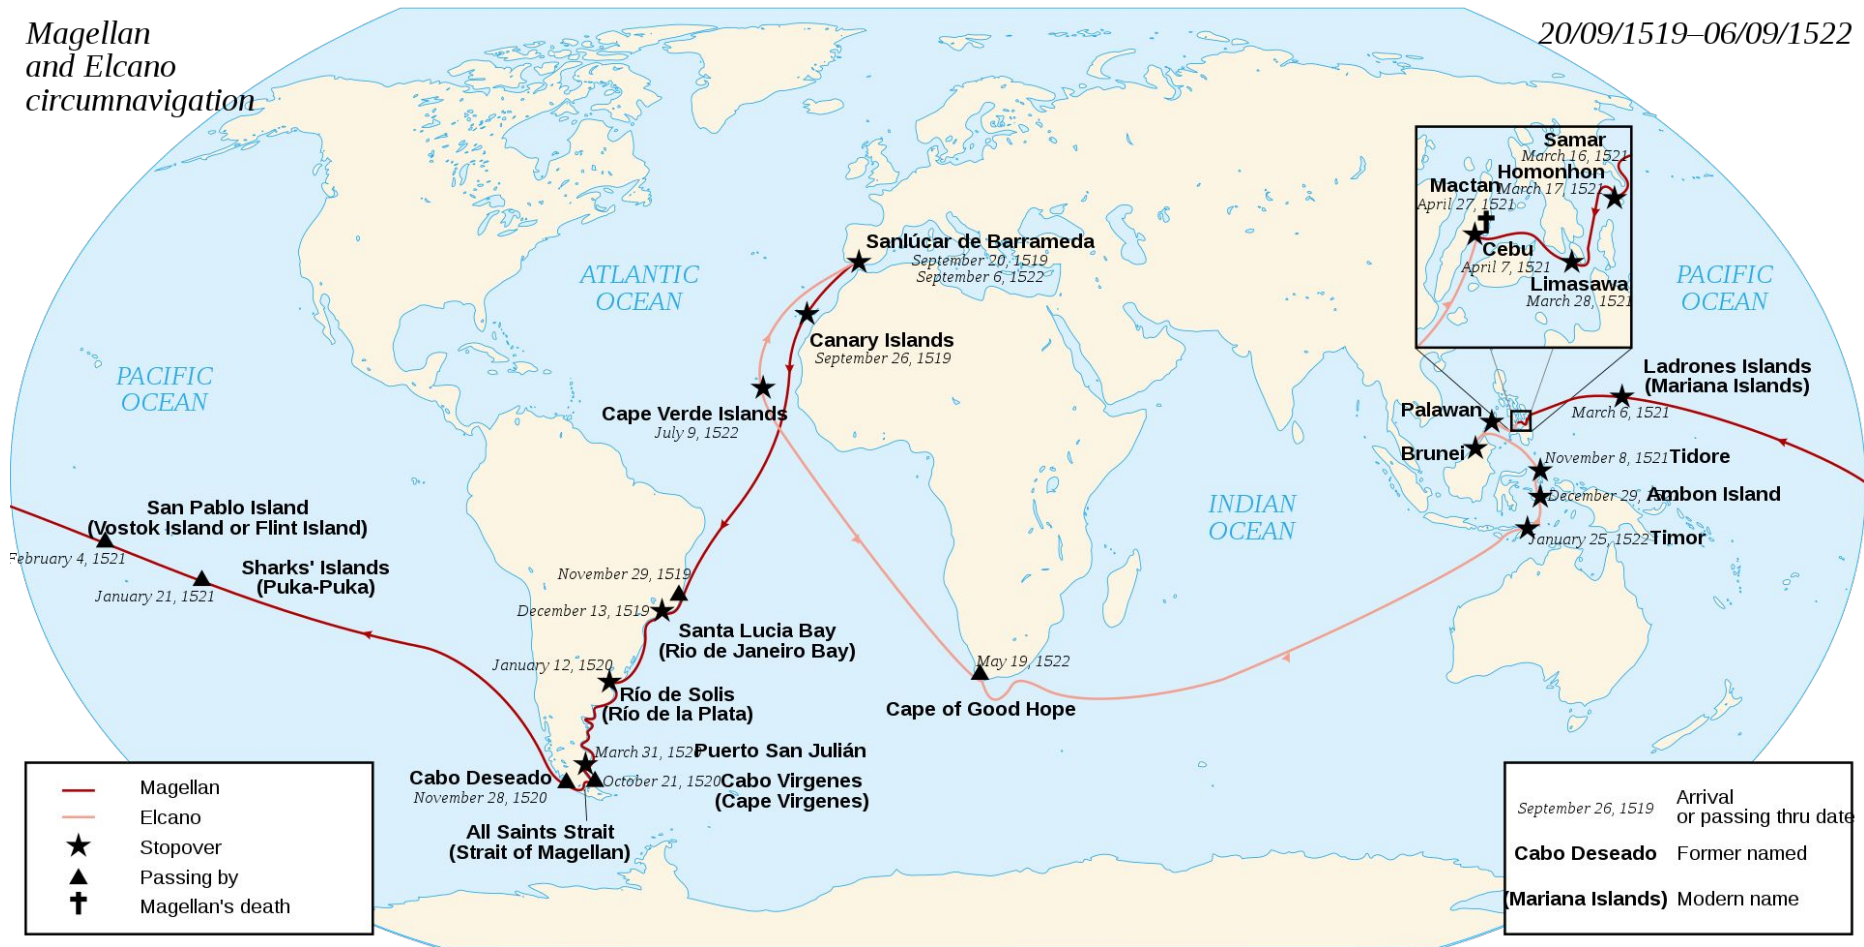 Magellan
and Elcano
circumnavigation
20/09/1519–06/09/1522
Samar
March 16, 1521
Homonhon
March 17, 1521
Mactan
April 27, 1521
Cebu
April 7, 1521
Limasawa
March 28, 1521
Sanlúcar de Barrameda
September 20, 1519
September 6, 1522
ATLANTIC
OCEAN
PACIFIC
OCEAN
Canary Islands
September 26, 1519
PACIFIC
OCEAN
Ladrones Islands
(Mariana Islands)
March 6, 1521
Cape Verde Islands
July 9, 1522
Palawan
Brunei
November 8, 1521 Tidore
December 29, Ambon Island
INDIAN
OCEAN
January 25, 1522 Timor
San Pablo Island
(Vostok Island or Flint Island)
February 4, 1521
Sharks' Islands
(Puka-Puka)
January 21, 1521
November 29, 1519
December 13, 1519
Santa Lucia Bay
(Rio de Janeiro Bay)
January 12, 1520
Río de Solis
(Río de la Plata)
May 19, 1522
Cape of Good Hope
March 31, 1520 Puerto San Julián
October 21, 1520 Cabo Virgenes
(Cape Virgenes)
Cabo Deseado
November 28, 1520
All Saints Strait
(Strait of Magellan)
Magellan
Elcano
Stopover
Passing by
Magellan's death
September 26, 1519 Arrival
or passing thru date
Cabo Deseado Former named
(Mariana Islands) Modern name